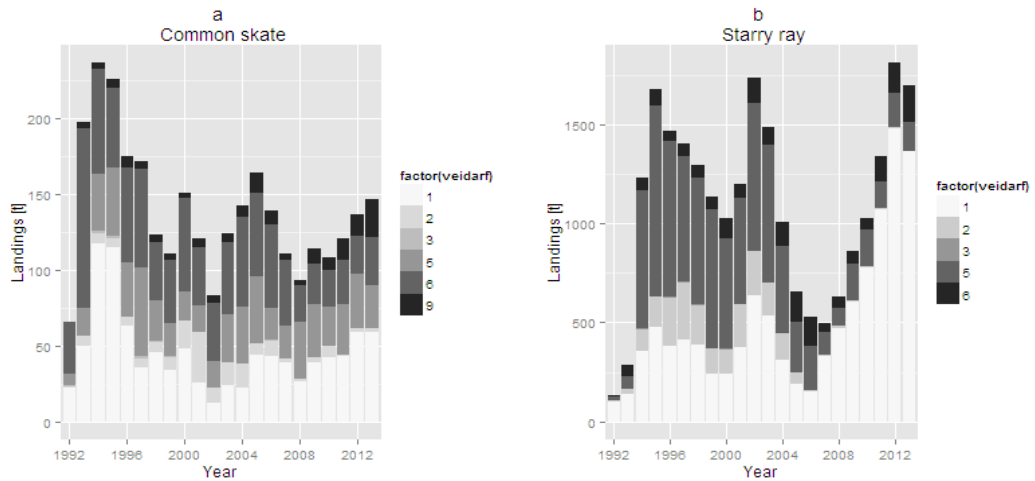 a
Common skate
Landings [t]
200
150
100
50
0
1992 1996 2000 2004 2008 2012
Year
factor(veidarf)
1
2
3
5
6
9
b
Starry ray
Landings [t]
1500
1000
500
0
1992 1996 2000 2004 2008 2012
Year
factor(veidarf)
1
2
3
5
6